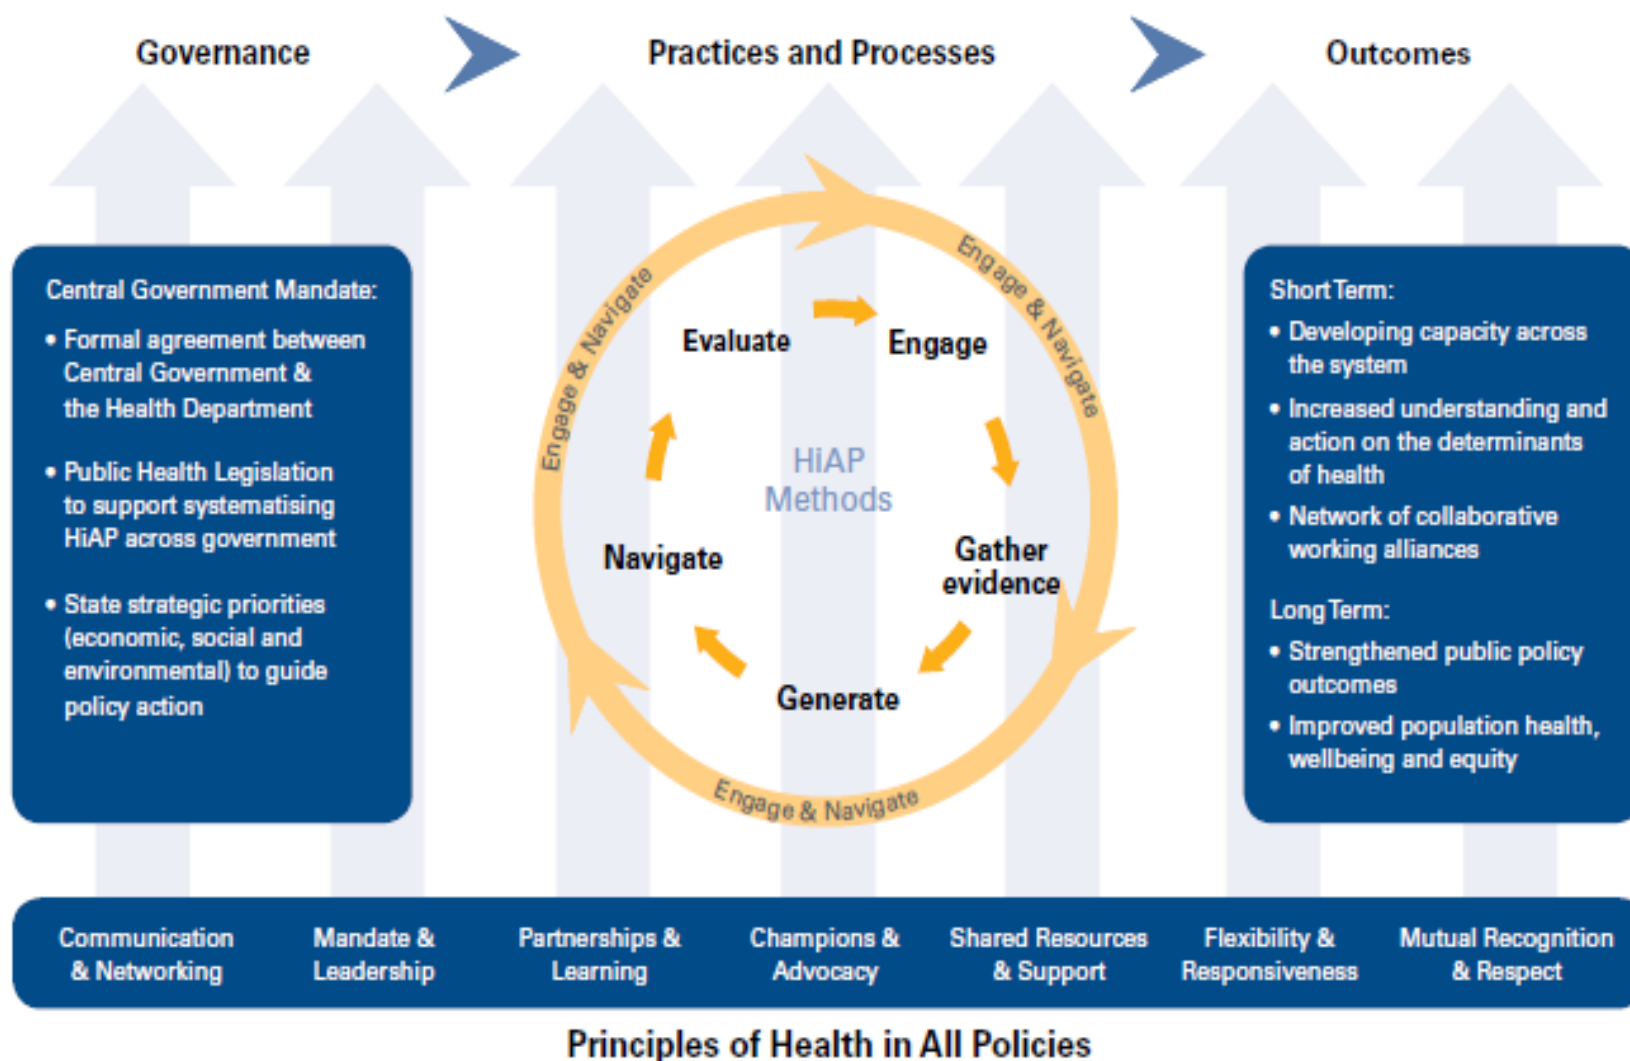 Governance
Practices and Processes
Outcomes
Central Government Mandate:
• Formal agreement between
Central Government &
the Health Department
• Public Health Legislation
to support systematising
HiAP across government
• State strategic priorities
(economic, social and
environmental) to guide
policy action
Engage & Navigate
Engage & Navigate
Engage & Navigate
Evaluate
Engage
HiAP
Methods
Navigate
Gather
evidence
Generate
Short Term:
• Developing capacity across
the system
• Increased understanding and
action on the determinants
of health
• Network of collaborative
working alliances
Long Term:
• Strengthened public policy
outcomes
• Improved population health,
wellbeing and equity
Communication
& Networking
Mandate &
Leadership
Partnerships &
Learning
Champions &
Advocacy
Shared Resources
& Support
Flexibility &
Responsiveness
Mutual Recognition
& Respect
Principles of Health in All Policies